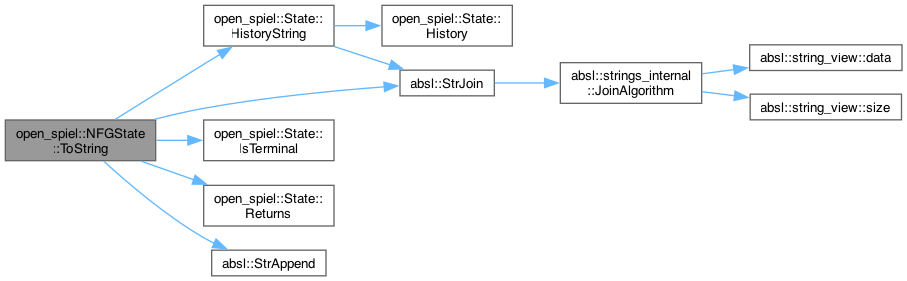 open_spiel::NFGState
::ToString
open_spiel::State::
HistoryString
open_spiel::State::
History
absl::StrJoin
absl::strings_internal
::JoinAlgorithm
absl::string_view::data
absl::string_view::size
open_spiel::State::
IsTerminal
open_spiel::State::
Returns
absl::StrAppend